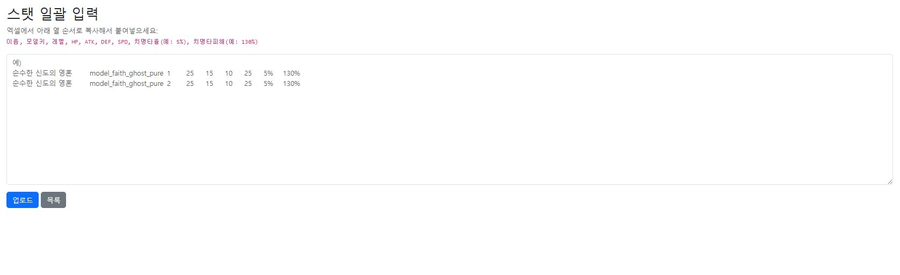 스탯 일괄 입력
엑셀에서 아래 열 순서로 복사해서 붙여넣으세요:
이름, 모델키, 레벨, HP, ATK, DEF, SPD, 치명타율(예: 5%), 치명타피해(예: 130%)
예)
순수한 신도의 영혼 model_faith_ghost_pure 1 25 15 10 25 5% 130%
순수한 신도의 영혼 model_faith_ghost_pure 2 25 15 10 25 5% 130%
업로드 목록